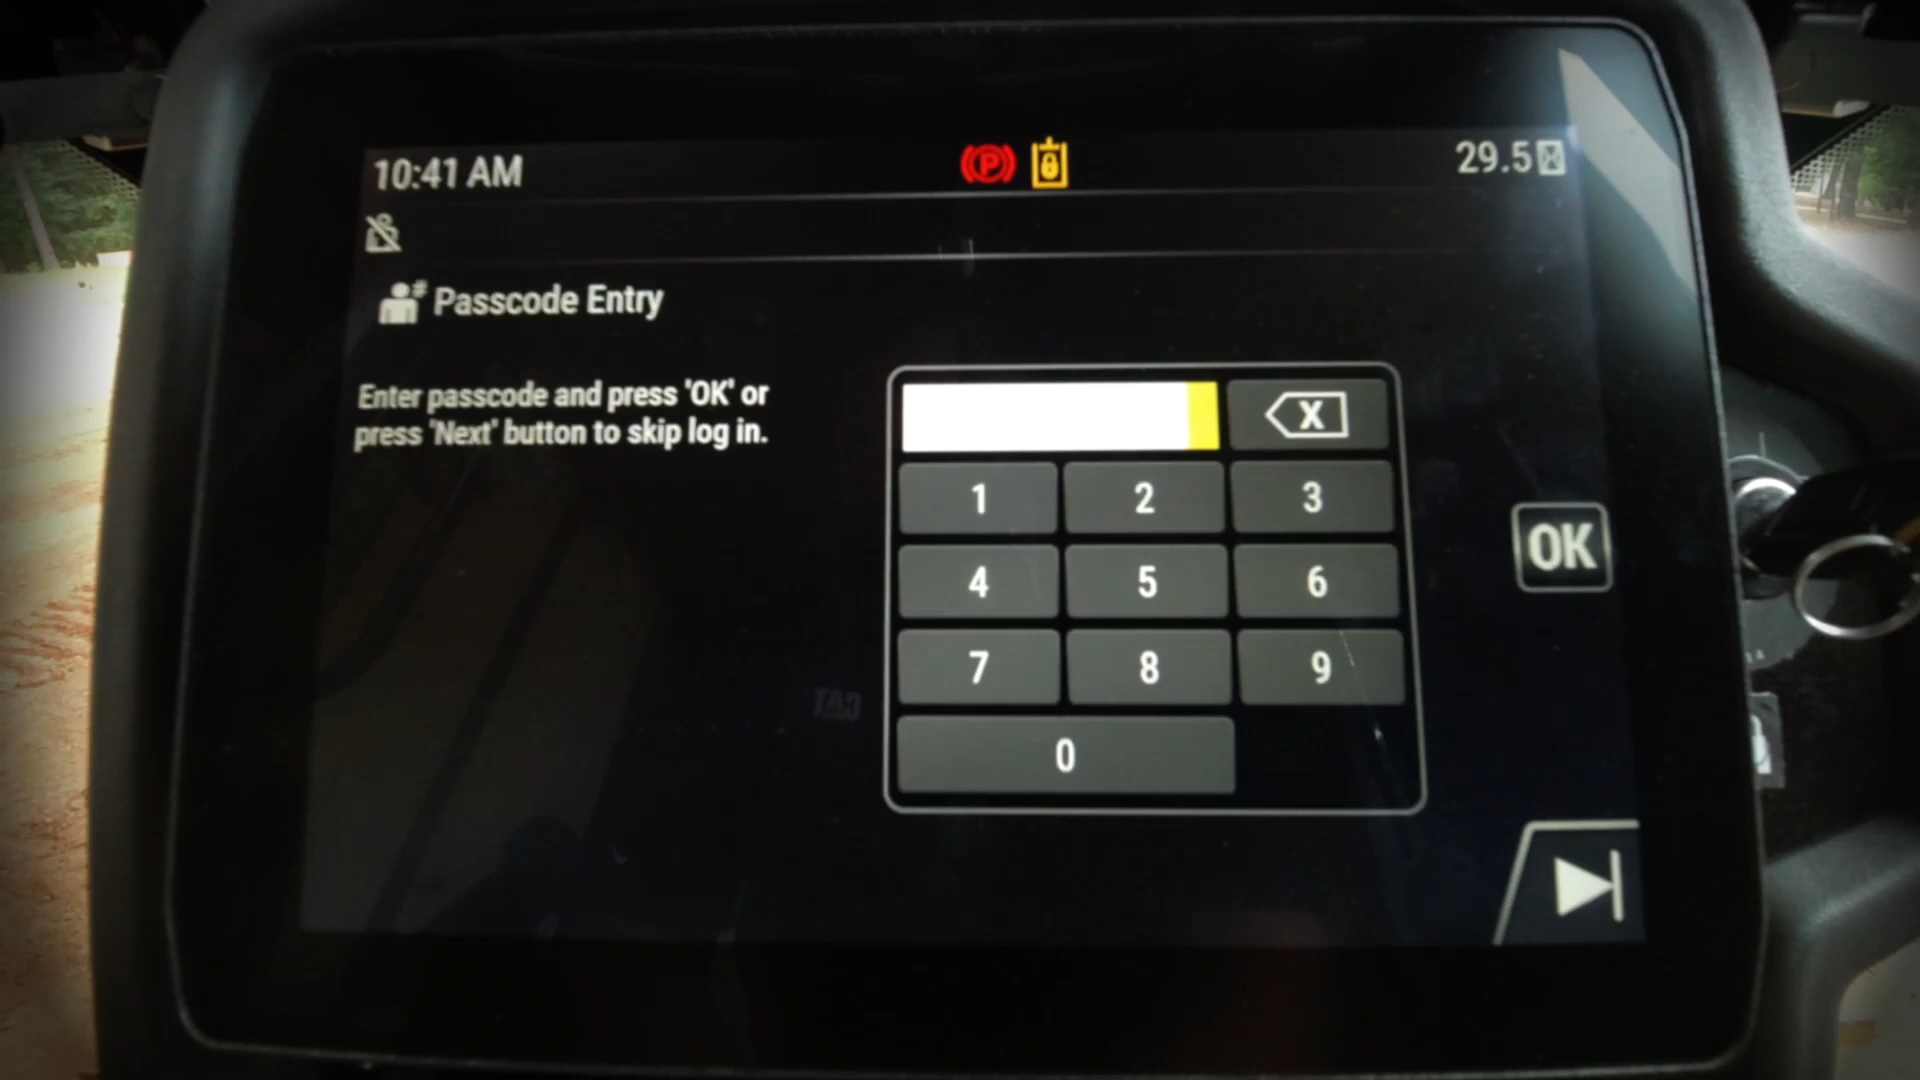 10:41 AM
P
29.5
Passcode Entry
Enter passcode and press 'OK' or
press 'Next' button to skip log in.
X
1 2 3
4 5 6
OK
7 8 9
CAT
0